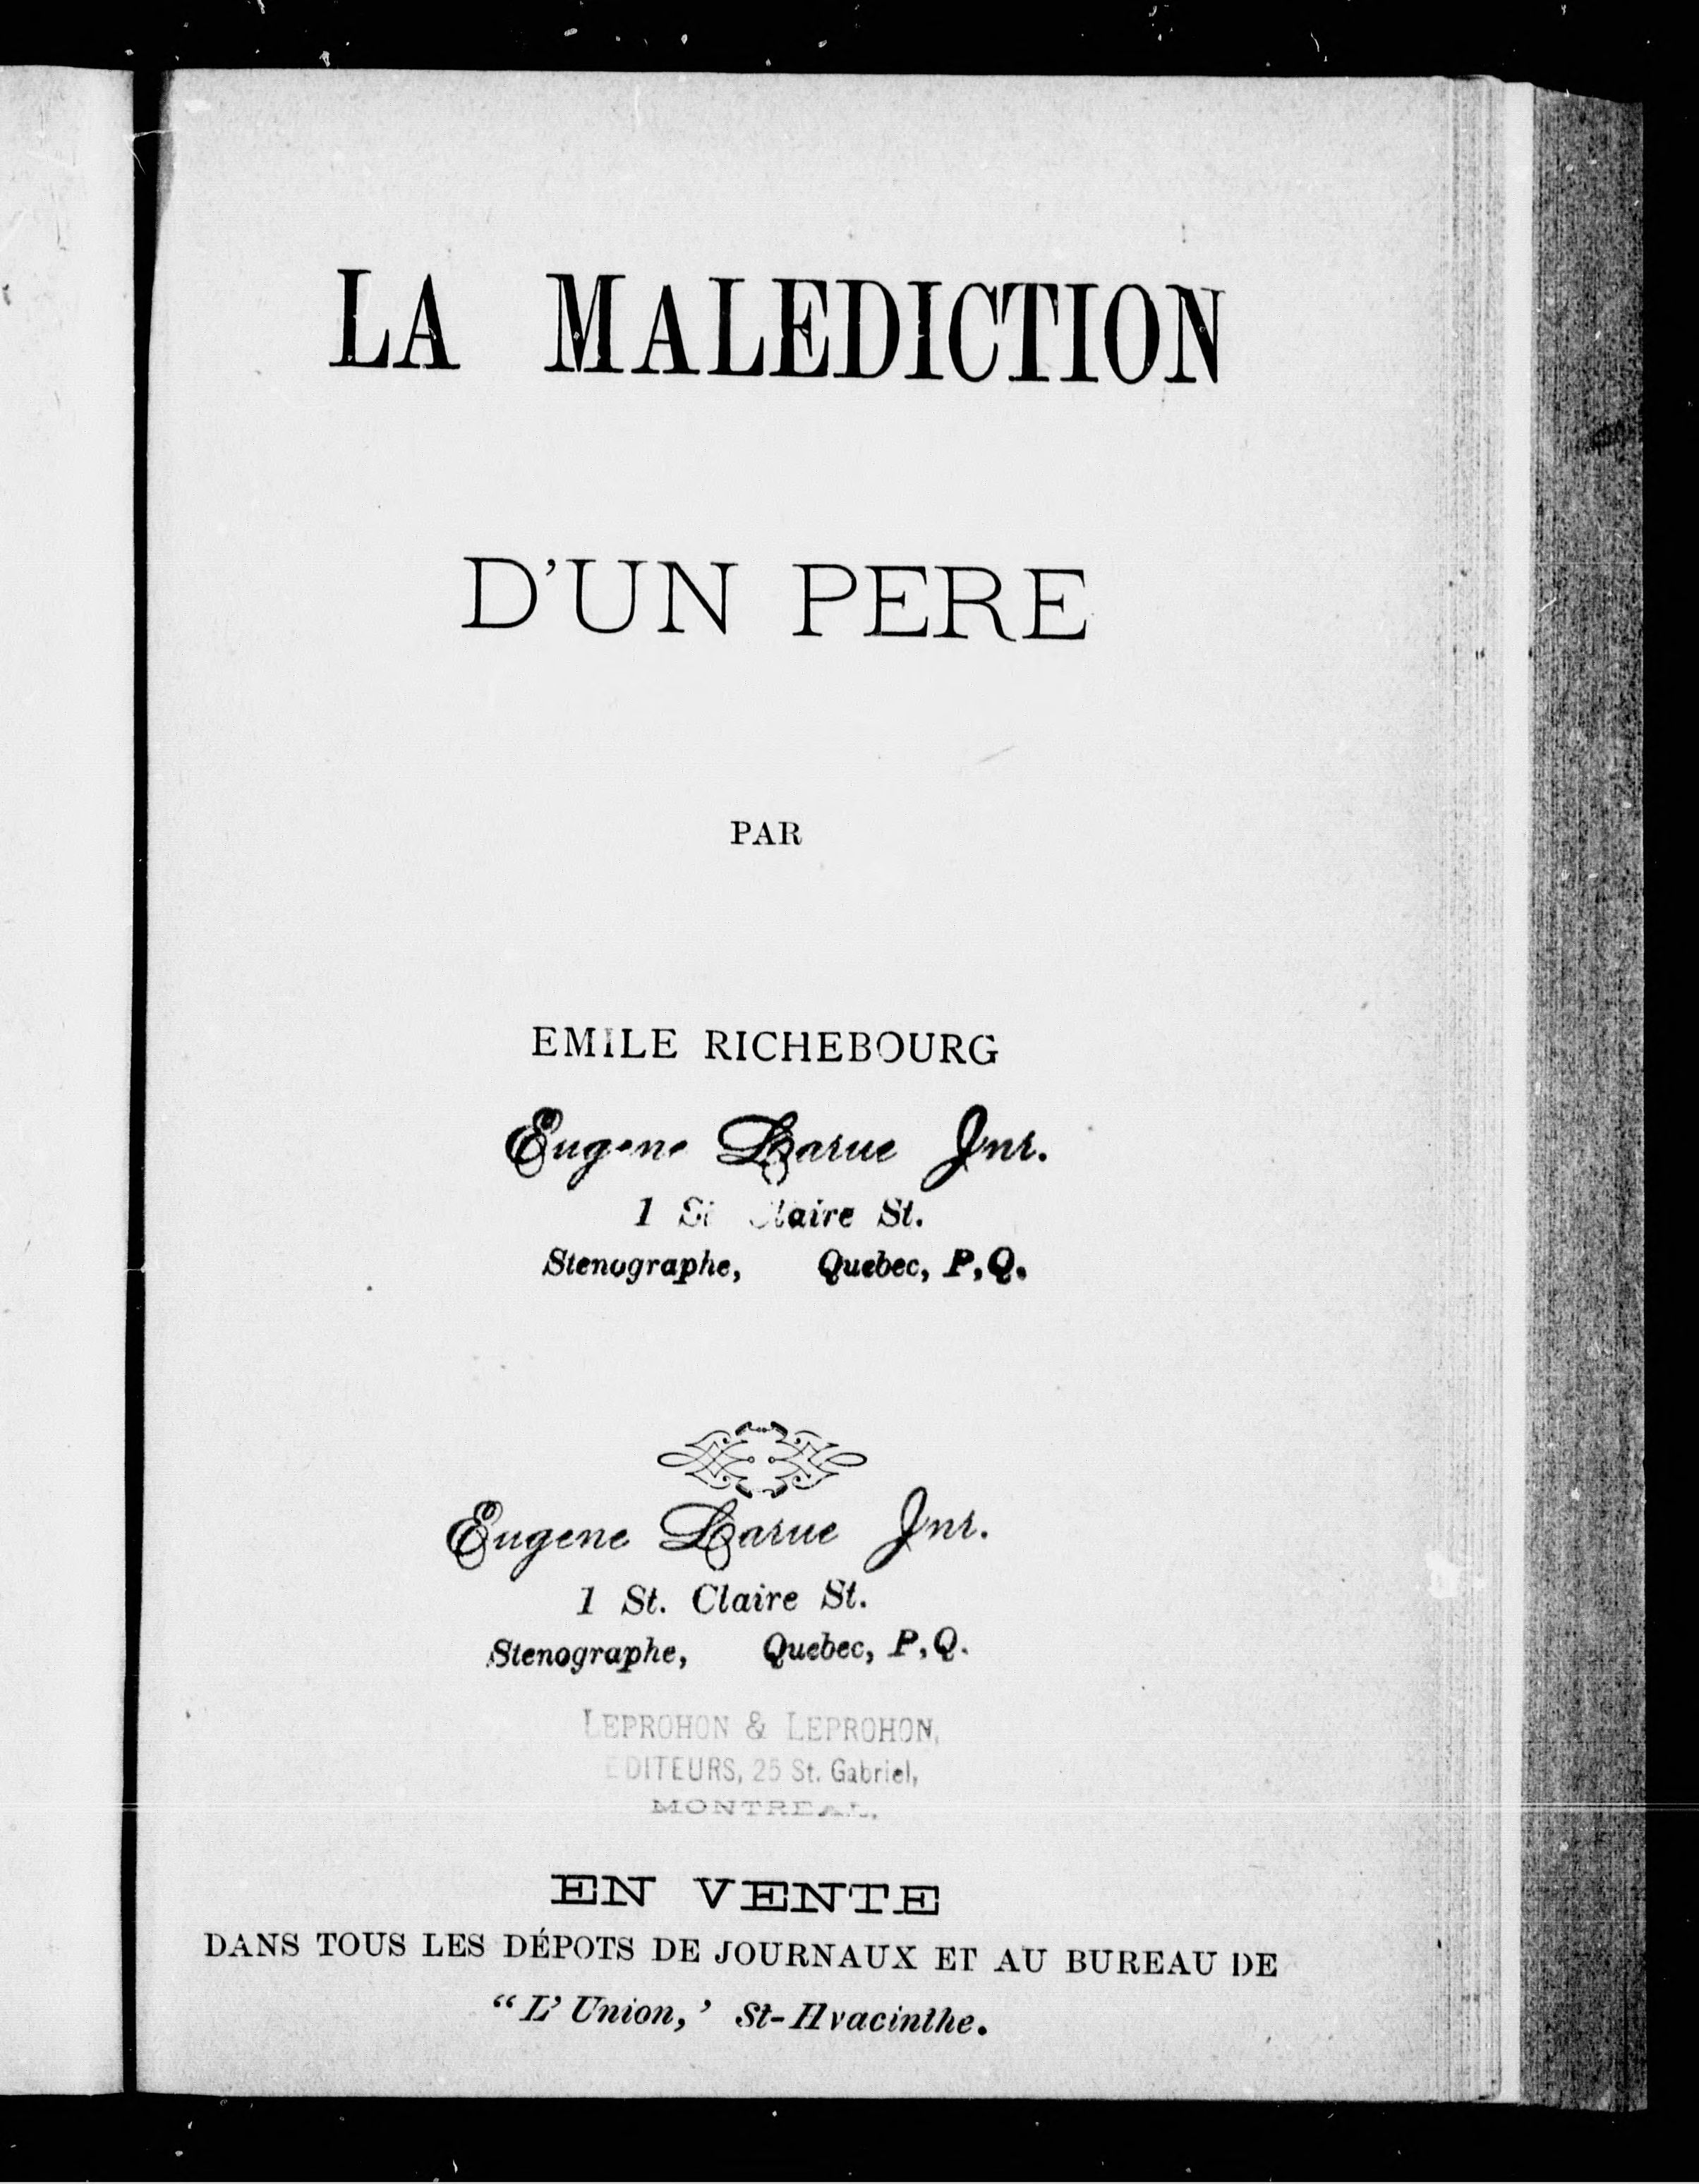 LA MALEDICTION
D'UN PERE
PAR
EMILE RICHEBOURG
Eugene Larue Jnr.
1 St Claire St.
Stenographe, Quebec, P,Q.
Eugene Larue Jnr.
1 St. Claire St.
Stenographe, Quebec, P,Q.
LEPROHON & LEPROHON,
EDITEURS, 25 St. Gabriel,
MONTREAL.
EN VENTE
DANS TOUS LES DÉPOTS DE JOURNAUX ET AU BUREAU DE
“L'Union,’ St-Hyacinthe.